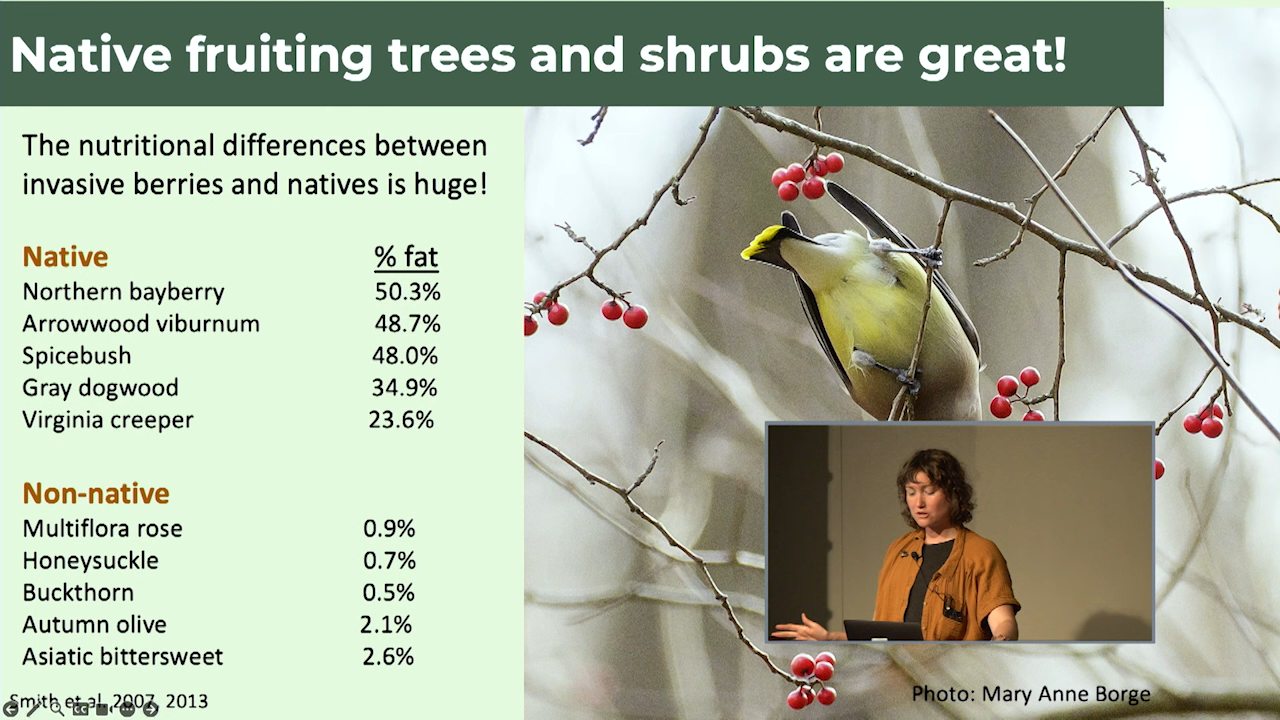 Native fruiting trees and shrubs are great!
The nutritional differences between
invasive berries and natives is huge!
Native % fat
Northern bayberry 50.3%
Arrowwood viburnum 48.7%
Spicebush 48.0%
Gray dogwood 34.9%
Virginia creeper 23.6%
Non-native
Multiflora rose 0.9%
Honeysuckle 0.7%
Buckthorn 0.5%
Autumn olive 2.1%
Asiatic bittersweet 2.6%
Smith et al, 2007, 2013
Photo: Mary Anne Borge